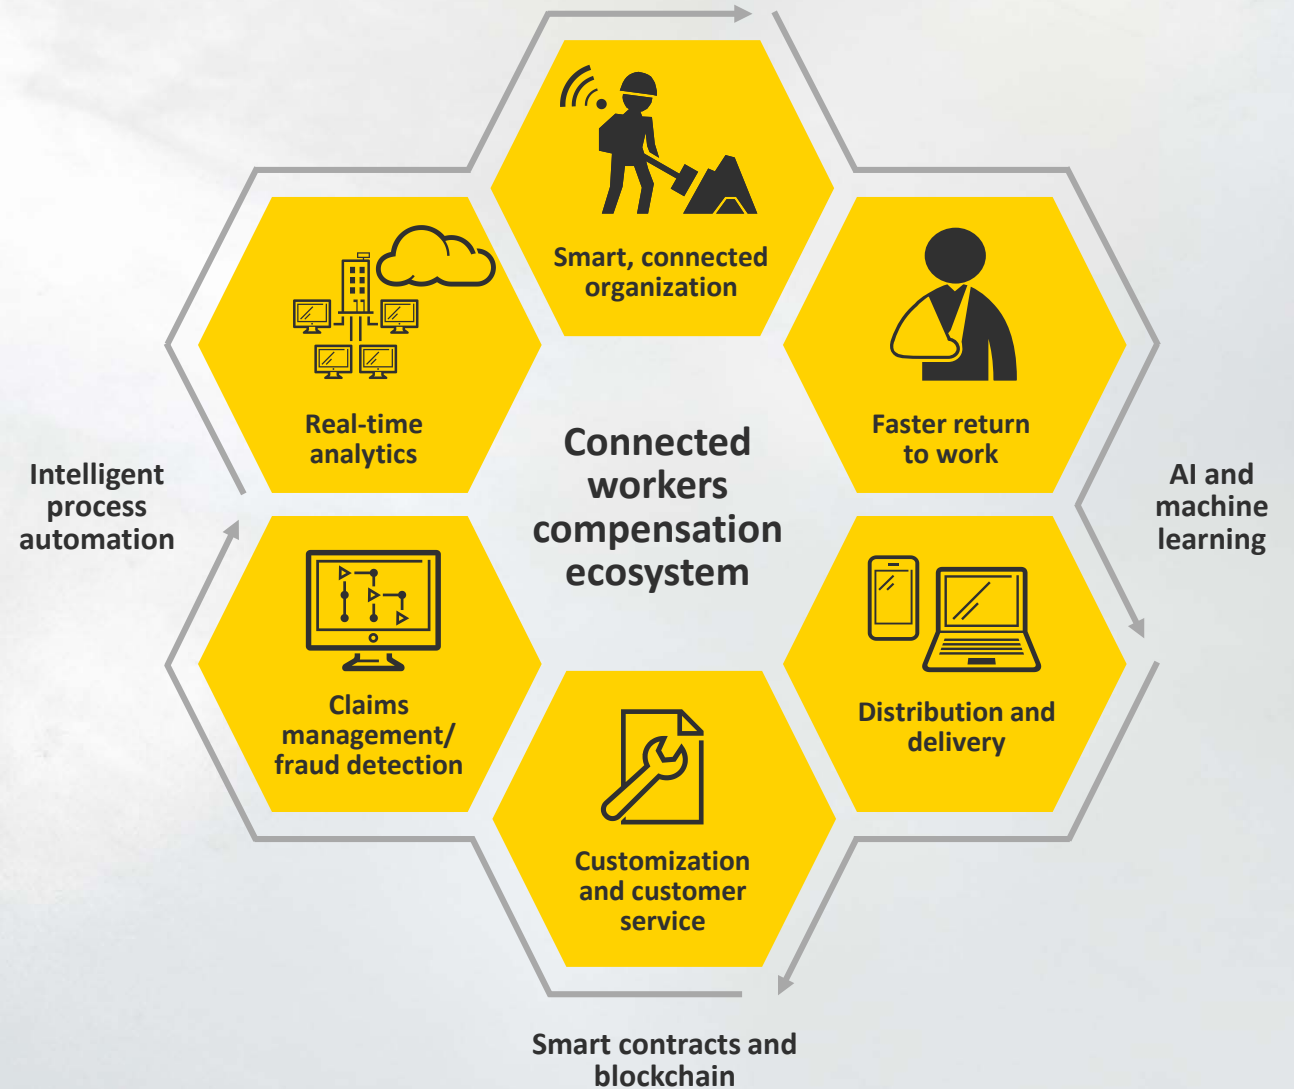 Smart, connected
organization
Real-time
analytics
Faster return
to work
Connected
workers
compensation
ecosystem
Intelligent
process
automation
AI and
machine
learning
Claims
management/
fraud detection
Distribution and
delivery
Customization
and customer
service
Smart contracts and
blockchain